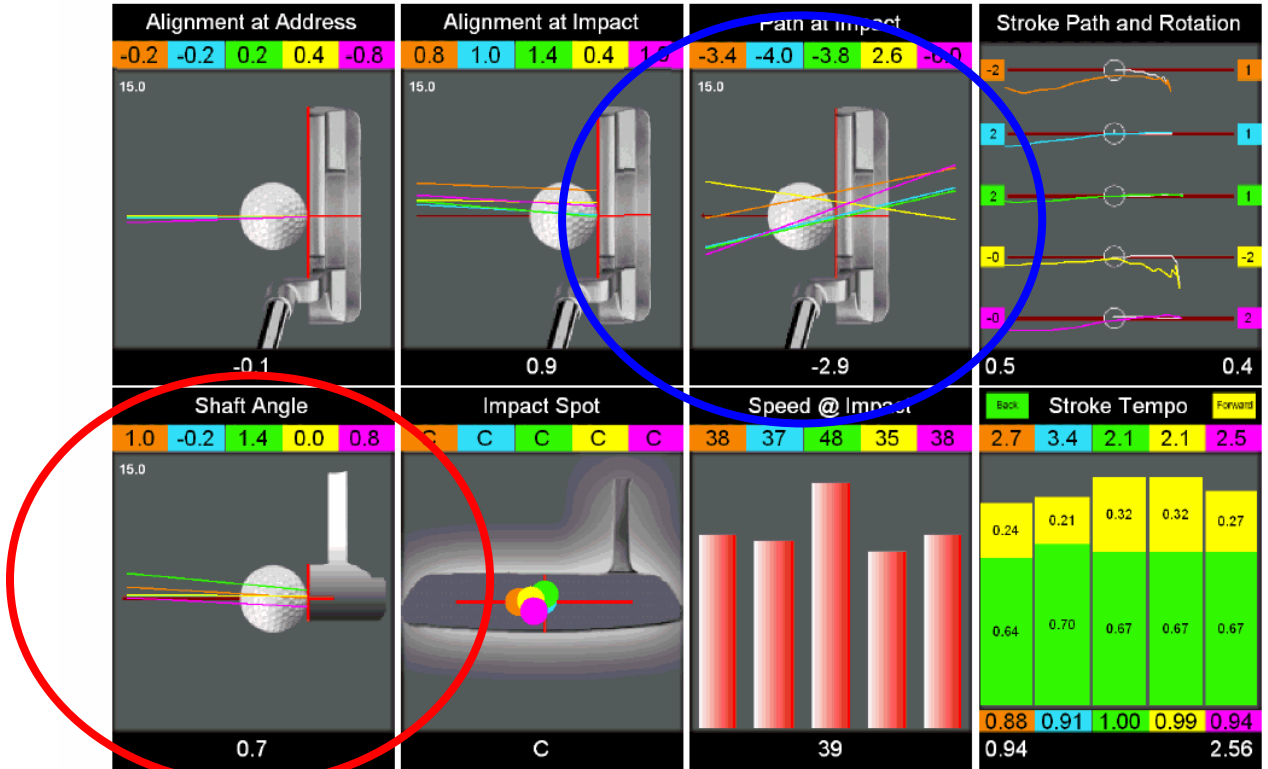 Alignment at Address
-0.2 -0.2 0.2 0.4 -0.8
15.0
-0.1
Alignment at Impact
0.8 1.0 1.4 0.4 1.0
15.0
0.9
Path at Impact
-3.4 -4.0 -3.8 2.6 -6.0
15.0
-2.9
Stroke Path and Rotation
-2 1
2 1
2 1
-0 -2
-0 2
0.5 0.4
Shaft Angle
1.0 -0.2 1.4 0.0 0.8
15.0
0.7
Impact Spot
C C C C C
C
Speed @ Impact
38 37 48 35 38
39
Back Stroke Tempo Forward
2.7 3.4 2.1 2.1 2.5
0.24 0.21 0.32 0.32 0.27
0.64 0.70 0.67 0.67 0.67
0.88 0.91 1.00 0.99 0.94
0.94 2.56